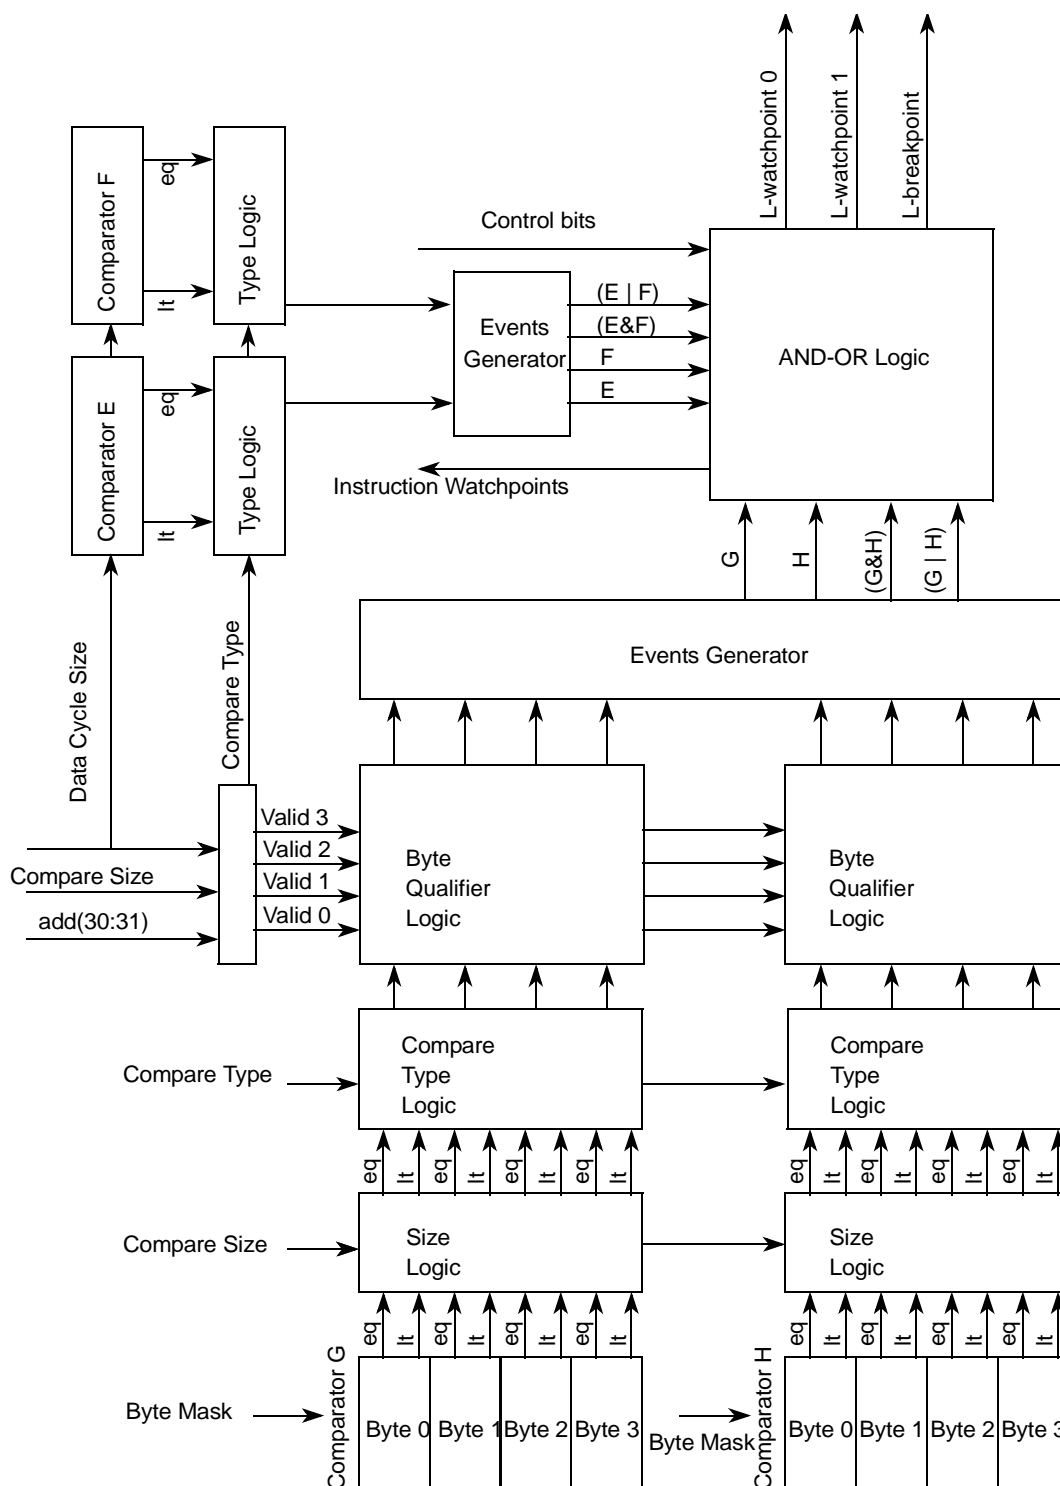 L-watchpoint 0
L-watchpoint 1
L-breakpoint
Comparator F
eq
lt
Type Logic
Control bits
Events
Generator
(E | F)
(E&F)
F
E
AND-OR Logic
Comparator E
eq
lt
Type Logic
Instruction Watchpoints
G
H
(G&H)
(G | H)
Events Generator
Data Cycle Size
Compare Type
Valid 3
Valid 2
Valid 1
Valid 0
Compare Size
add(30:31)
Byte
Qualifier
Logic
Byte
Qualifier
Logic
Compare Type
Compare
Type
Logic
Compare
Type
Logic
eq
lt
eq
lt
eq
lt
eq
lt
eq
lt
eq
lt
eq
lt
eq
lt
Compare Size
Size
Logic
Size
Logic
eq
lt
eq
lt
eq
lt
eq
lt
eq
lt
eq
lt
eq
lt
eq
lt
Byte Mask
Comparator G
Byte 0
Byte 1
Byte 2
Byte 3
Byte Mask
Comparator H
Byte 0
Byte 1
Byte 2
Byte 3